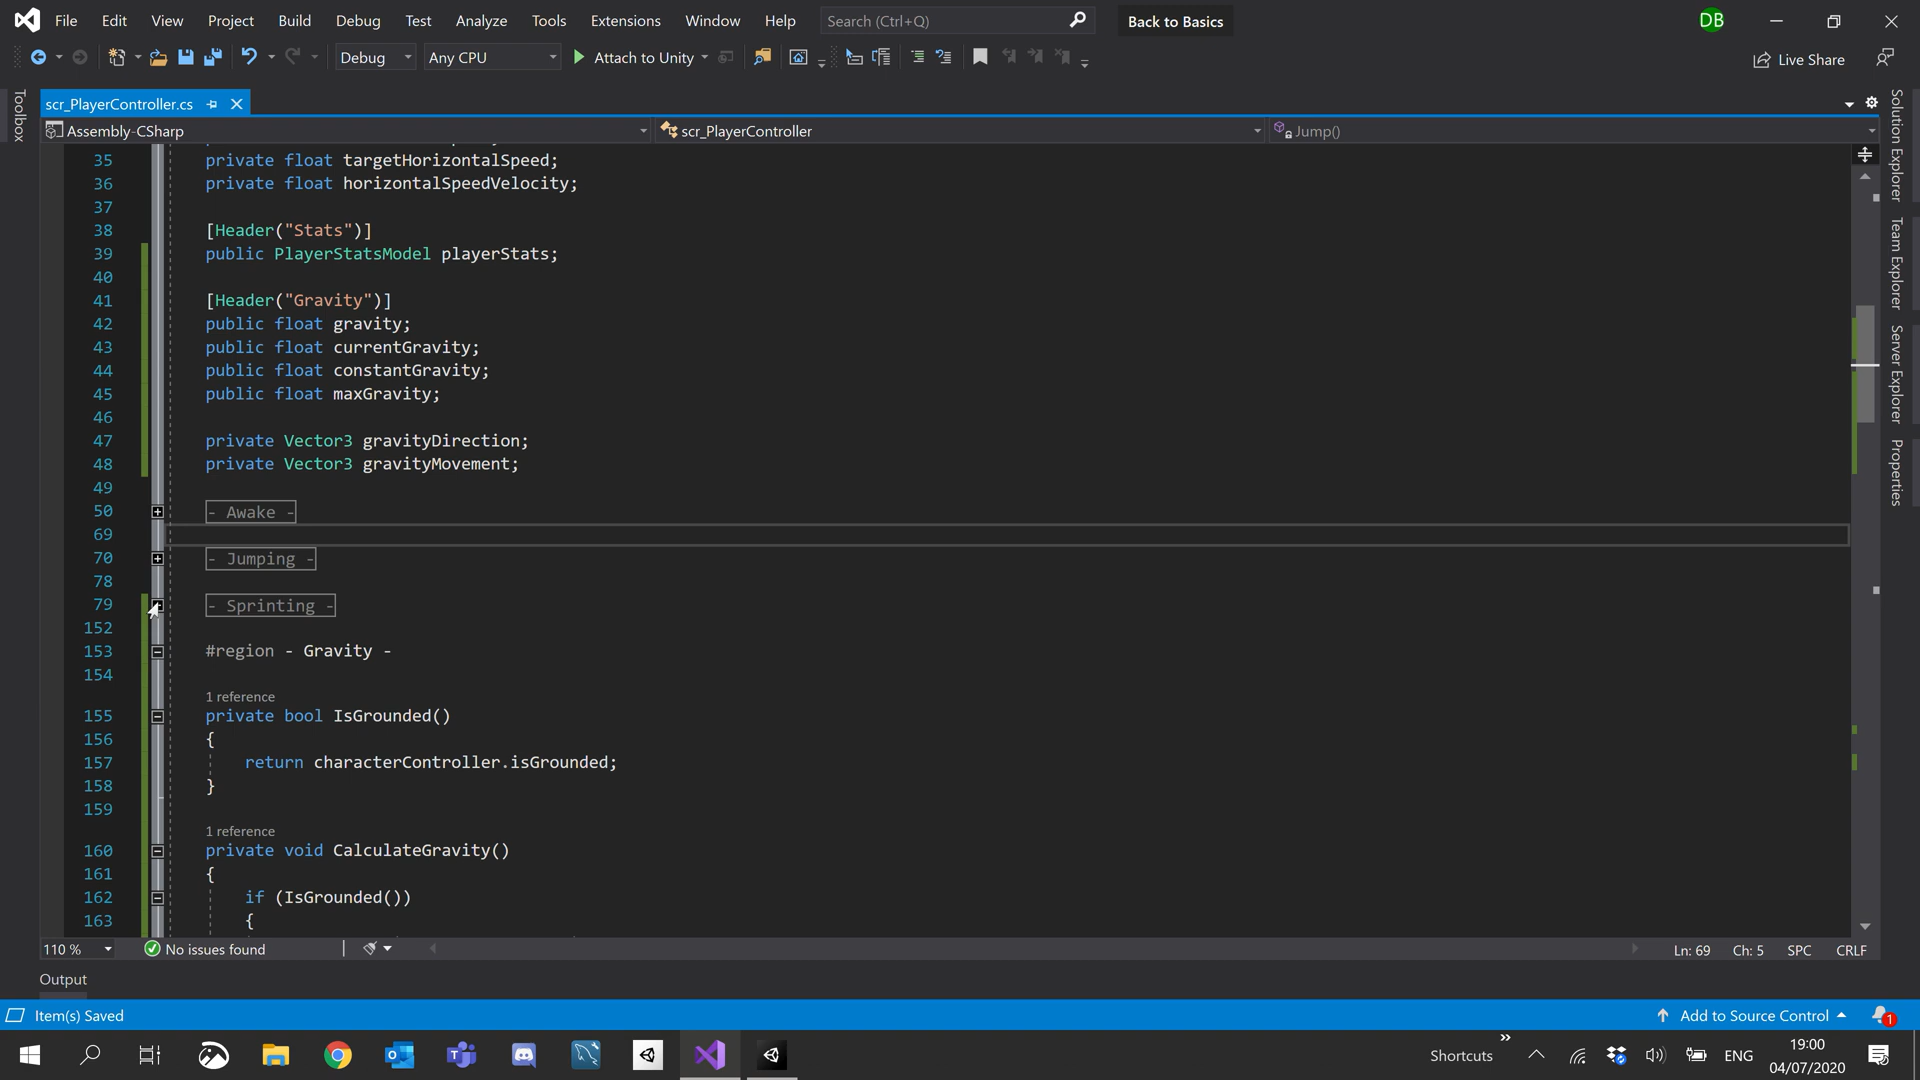 File Edit View Project Build Debug Test Analyze Tools Extensions Window Help Search (Ctrl+Q) Back to Basics DB
Debug Any CPU Attach to Unity Live Share
scr_PlayerController.cs
Assembly-CSharp scr_PlayerController Jump()
35 private float targetHorizontalSpeed;
36 private float horizontalSpeedVelocity;
37
38 [Header("Stats")]
39 public PlayerStatsModel playerStats;
40
41 [Header("Gravity")]
42 public float gravity;
43 public float currentGravity;
44 public float constantGravity;
45 public float maxGravity;
46
47 private Vector3 gravityDirection;
48 private Vector3 gravityMovement;
49
50 - Awake -
69
70 - Jumping -
78
79 - Sprinting -
152
153 #region - Gravity -
154
1 reference
155 private bool IsGrounded()
156 {
157 return characterController.isGrounded;
158 }
159
1 reference
160 private void CalculateGravity()
161 {
162 if (IsGrounded())
163 {
110 % No issues found Ln: 69 Ch: 5 SPC CRLF
Output
Item(s) Saved Add to Source Control 1
Shortcuts ENG 19:00
04/07/2020
Toolbox
Solution Explorer
Team Explorer
Server Explorer
Properties